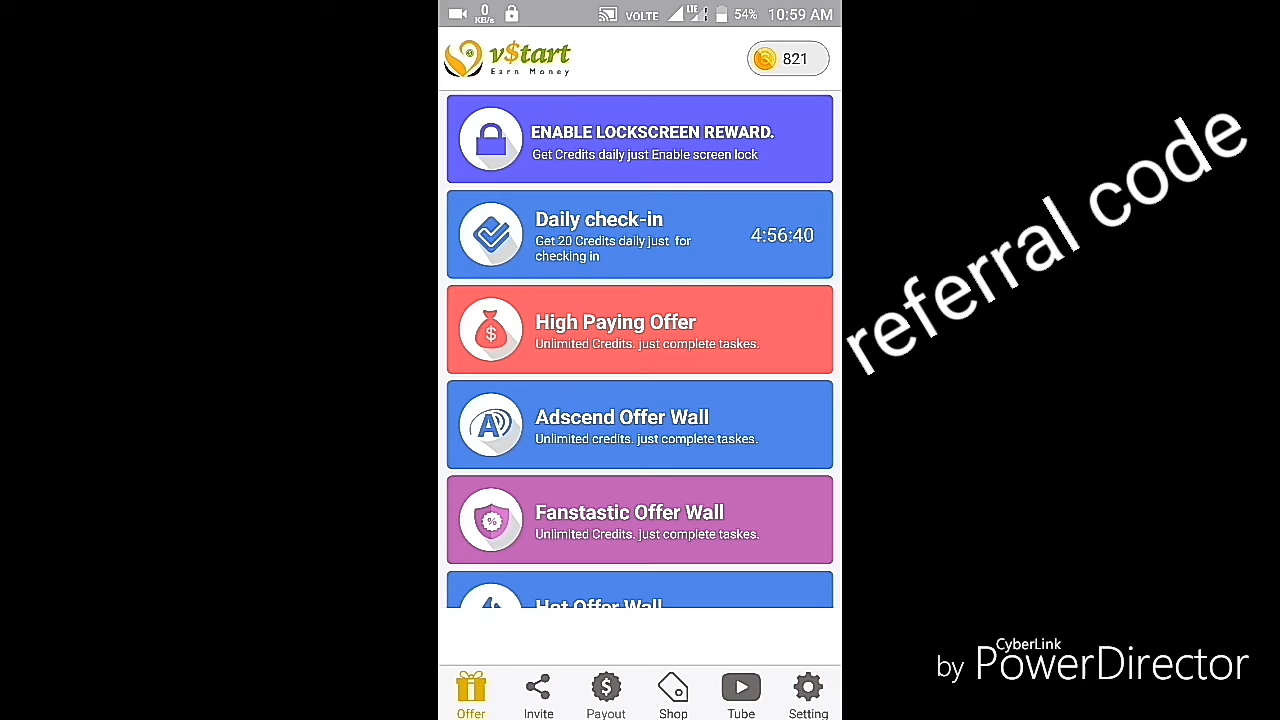 0
KB/s
VOLTE
LTE
54%
10:59 AM
v$tart
Earn Money
821
ENABLE LOCKSCREEN REWARD.
Get Credits daily just Enable screen lock
Daily check-in
Get 20 Credits daily just for
checking in
4:56:40
High Paying Offer
Unlimited Credits. just complete taskes.
Adscend Offer Wall
Unlimited credits. just complete taskes.
Fanstastic Offer Wall
Unlimited Credits. just complete taskes.
Hot Offer Wall
Offer
Invite
Payout
Shop
Tube
Setting
referral code
by CyberLink
PowerDirector